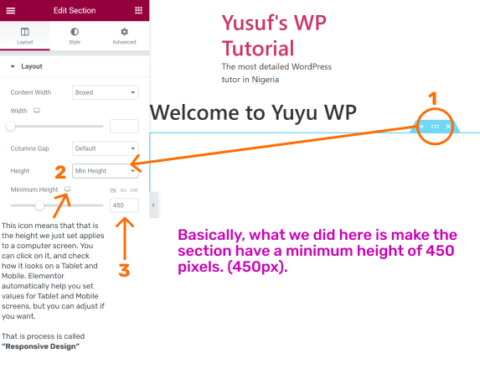 Edit Section
Layout
Style
Advanced
Layout
Content Width
Boxed
Width
Columns Gap
Default
Height
Min Height
2
Minimum Height
PX
VH
VW
450
3
This icon means that that is
the height we just set applies
to a computer screen. You
can click on it, and check
how it looks on a Tablet and
Mobile. Elementor
automatically help you set
values for Tablet and Mobile
screens, but you can adjust if
you want.
That is process is called
“Responsive Design”
Yusuf's WP
Tutorial
The most detailed WordPress
tutor in Nigeria
Welcome to Yuyu WP
1
Basically, what we did here is make the
section have a minimum height of 450
pixels. (450px).